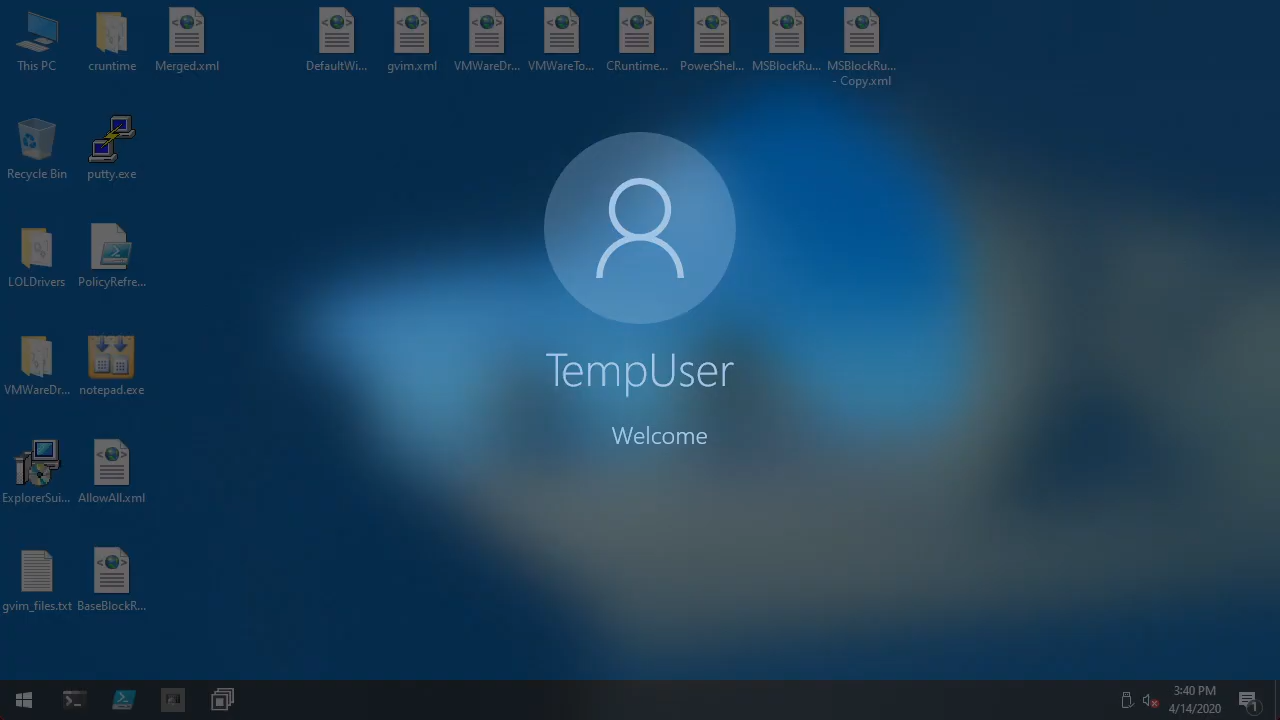 This PC
cruntime
Merged.xml
DefaultWi...
gvim.xml
VMWareDr...
VMWareTo...
CRuntime...
PowerShel...
MSBlockRu...
MSBlockRu...
- Copy.xml
Recycle Bin
putty.exe
LOLDrivers
PolicyRefre...
VMWareDr...
notepad.exe
ExplorerSui...
AllowAll.xml
gvim_files.txt
BaseBlockR...
TempUser
Welcome
3:40 PM
4/14/2020
1